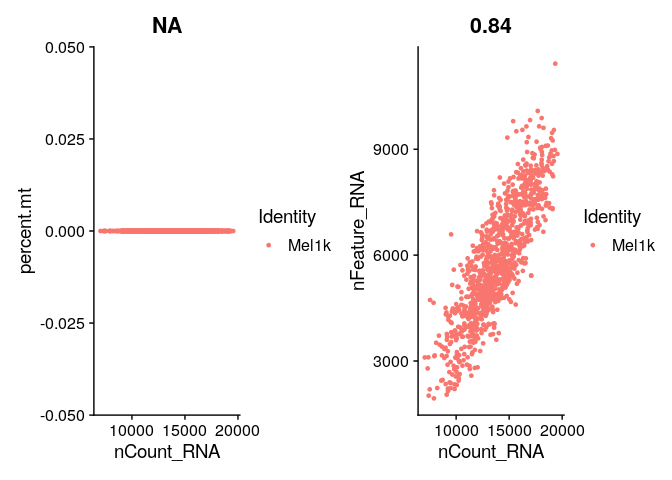 NA
percent.mt
0.050
0.025
0.000
-0.025
-0.050
10000 15000 20000
nCount_RNA
Identity
Mel1k
0.84
nFeature_RNA
9000
6000
3000
10000 15000 20000
nCount_RNA
Identity
Mel1k